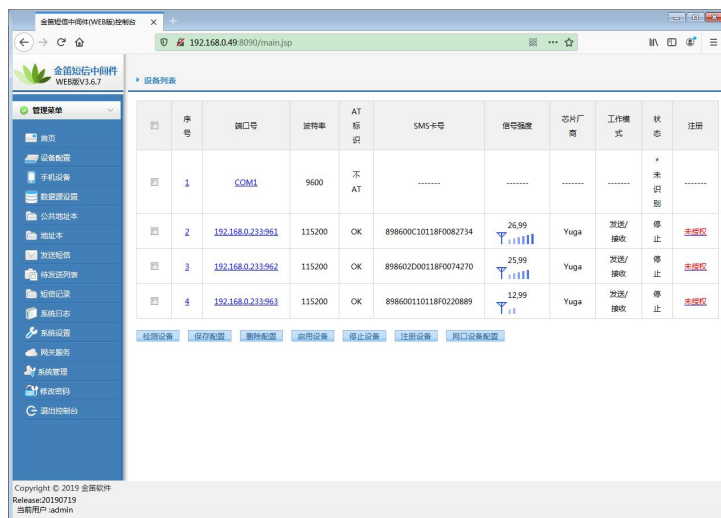 金笛短信中间件(WEB版)控制台
192.168.0.49:8090/main.jsp
金笛短信中间件
WEB版V3.6.7
设备列表
管理菜单
首页
设备配置
手机设备
数据源设置
公共地址本
地址本
发送短信
待发送列表
短信记录
系统日志
系统设置
网关服务
系统管理
修改密码
退出控制台
序号 端口号 波特率 AT标识 SMS卡号 信号强度 芯片厂商 工作模式 状态 注册
1 COM1 9600 不AT ------- ------- ------- ------- *未识别 -------
2 192.168.0.233:961 115200 OK 898600C10118F0082734 26,99 Yuga 发送/接收 停止 未授权
3 192.168.0.233:962 115200 OK 898602D00118F0074270 25,99 Yuga 发送/接收 停止 未授权
4 192.168.0.233:963 115200 OK 898600110118F0220889 12,99 Yuga 发送/接收 停止 未授权
检测设备 保存配置 删除配置 启用设备 停止设备 注册设备 网口设备配置
Copyright © 2019 金笛软件
Release:20190719
当前用户 :admin